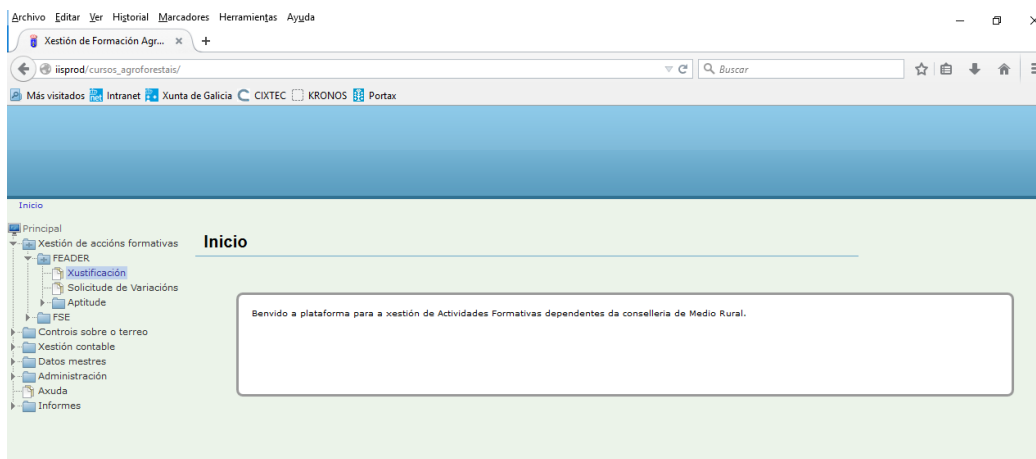 Archivo Editar Ver Historial Marcadores Herramientas Ayuda
Xestión de Formación Agr... × +
iisprod/cursos_agroforestais/
Buscar
Más visitados Intranet Xunta de Galicia CIXTEC KRONOS Portax
Inicio
Principal
Xestión de accións formativas
FEADER
Xustificación
Solicitude de Variacións
Aptitude
FSE
Controis sobre o terreo
Xestión contable
Datos mestres
Administración
Axuda
Informes
Inicio
Benvido a plataforma para a xestión de Actividades Formativas dependentes da conselleria de Medio Rural.